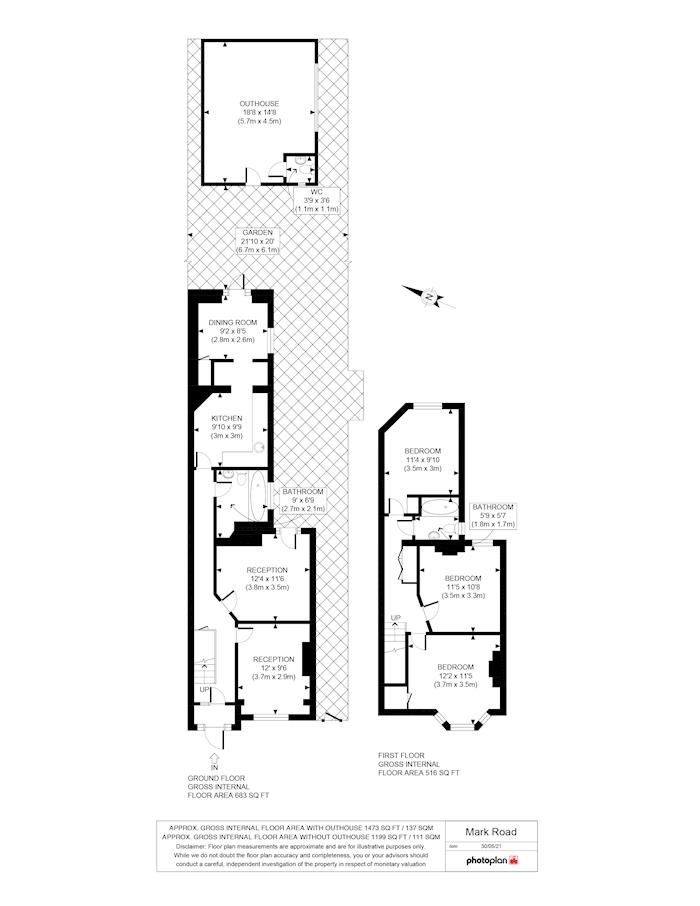 OUTHOUSE
18'8 x 14'8
(5.7m x 4.5m)
WC
3'9 x 3'6
(1.1m x 1.1m)
GARDEN
21'10 x 20'
(6.7m x 6.1m)
N
DINING ROOM
9'2 x 8'5
(2.8m x 2.6m)
KITCHEN
9'10 x 9'9
(3m x 3m)
BATHROOM
9' x 6'9
(2.7m x 2.1m)
RECEPTION
12'4 x 11'6
(3.8m x 3.5m)
RECEPTION
12' x 9'6
(3.7m x 2.9m)
UP
IN
GROUND FLOOR
GROSS INTERNAL
FLOOR AREA 683 SQ FT
BEDROOM
11'4 x 9'10
(3.5m x 3m)
BATHROOM
5'9 x 5'7
(1.8m x 1.7m)
BEDROOM
11'5 x 10'8
(3.5m x 3.3m)
UP
BEDROOM
12'2 x 11'5
(3.7m x 3.5m)
FIRST FLOOR
GROSS INTERNAL
FLOOR AREA 516 SQ FT
APPROX. GROSS INTERNAL FLOOR AREA WITH OUTHOUSE 1473 SQ FT / 137 SQM
APPROX. GROSS INTERNAL FLOOR AREA WITHOUT OUTHOUSE 1199 SQ FT / 111 SQM
Disclaimer: Floor plan measurements are approximate and are for illustrative purposes only.
While we do not doubt the floor plan accuracy and completeness, you or your advisors should
conduct a careful, independent investigation of the property in respect of monetary valuation
Mark Road
date 30/05/21
photoplan